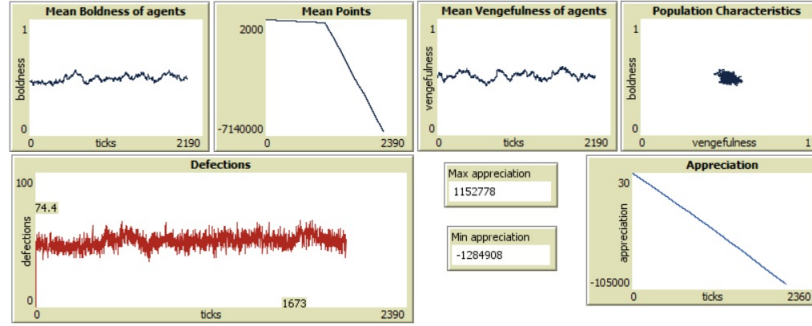 Mean Boldness of agents
1
boldness
0
0
ticks
2190
Mean Points
2000
-7140000
0
2390
Mean Vengefulness of agents
1
vengefulness
0
0
ticks
2190
Population Characteristics
1
boldness
0
0
vengefulness
1
Defections
100
74.4
defections
0
0
ticks
1673
2390
Max appreciation
1152778
Min appreciation
-1284908
Appreciation
30
appreciation
-105000
0
ticks
2360